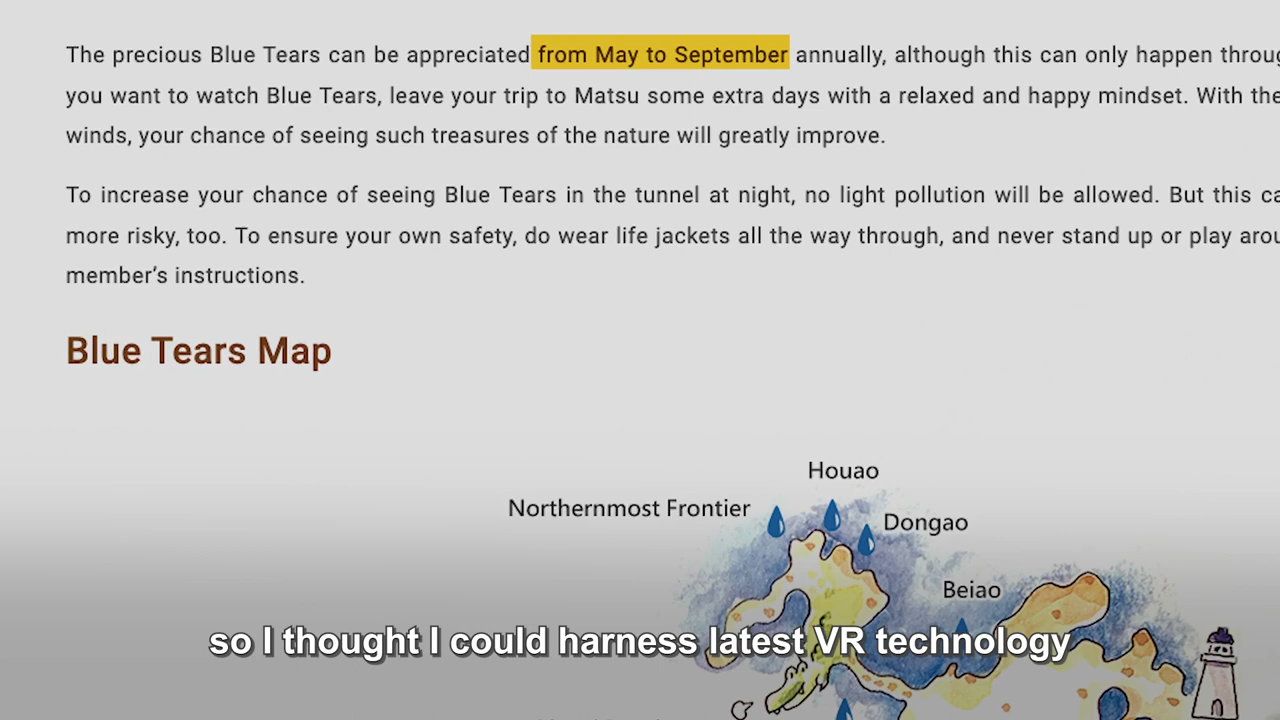 The precious Blue Tears can be appreciated from May to September annually, although this can only happen
you want to watch Blue Tears, leave your trip to Matsu some extra days with a relaxed and happy mindset. With
winds, your chance of seeing such treasures of the nature will greatly improve.
To increase your chance of seeing Blue Tears in the tunnel at night, no light pollution will be allowed. But this
more risky, too. To ensure your own safety, do wear life jackets all the way through, and never stand up or play
member's instructions.
Blue Tears Map
Houao
Northernmost Frontier
Dongao
Beiao
so I thought I could harness latest VR technology